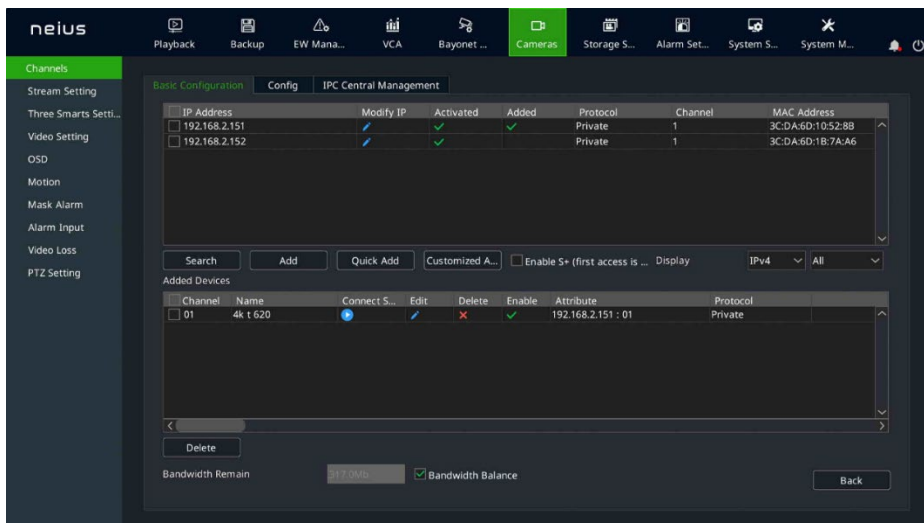 neius
Playback Backup EW Mana... VCA Bayonet ... Cameras Storage S... Alarm Set... System S... System M...
Channels
Stream Setting
Three Smarts Setti...
Video Setting
OSD
Motion
Mask Alarm
Alarm Input
Video Loss
PTZ Setting
Basic Configuration Config IPC Central Management
IP Address Modify IP Activated Added Protocol Channel MAC Address
192.168.2.151 Private 1 3C:DA:6D:10:52:8B
192.168.2.152 Private 1 3C:DA:6D:1B:7A:A6
Search Add Quick Add Customized A... Enable S+ (first access is ... Display IPv4 All
Added Devices
Channel Name Connect S... Edit Delete Enable Attribute Protocol
01 4k t 620 192.168.2.151 : 01 Private
Delete
Bandwidth Remain 317.0Mb Bandwidth Balance
Back